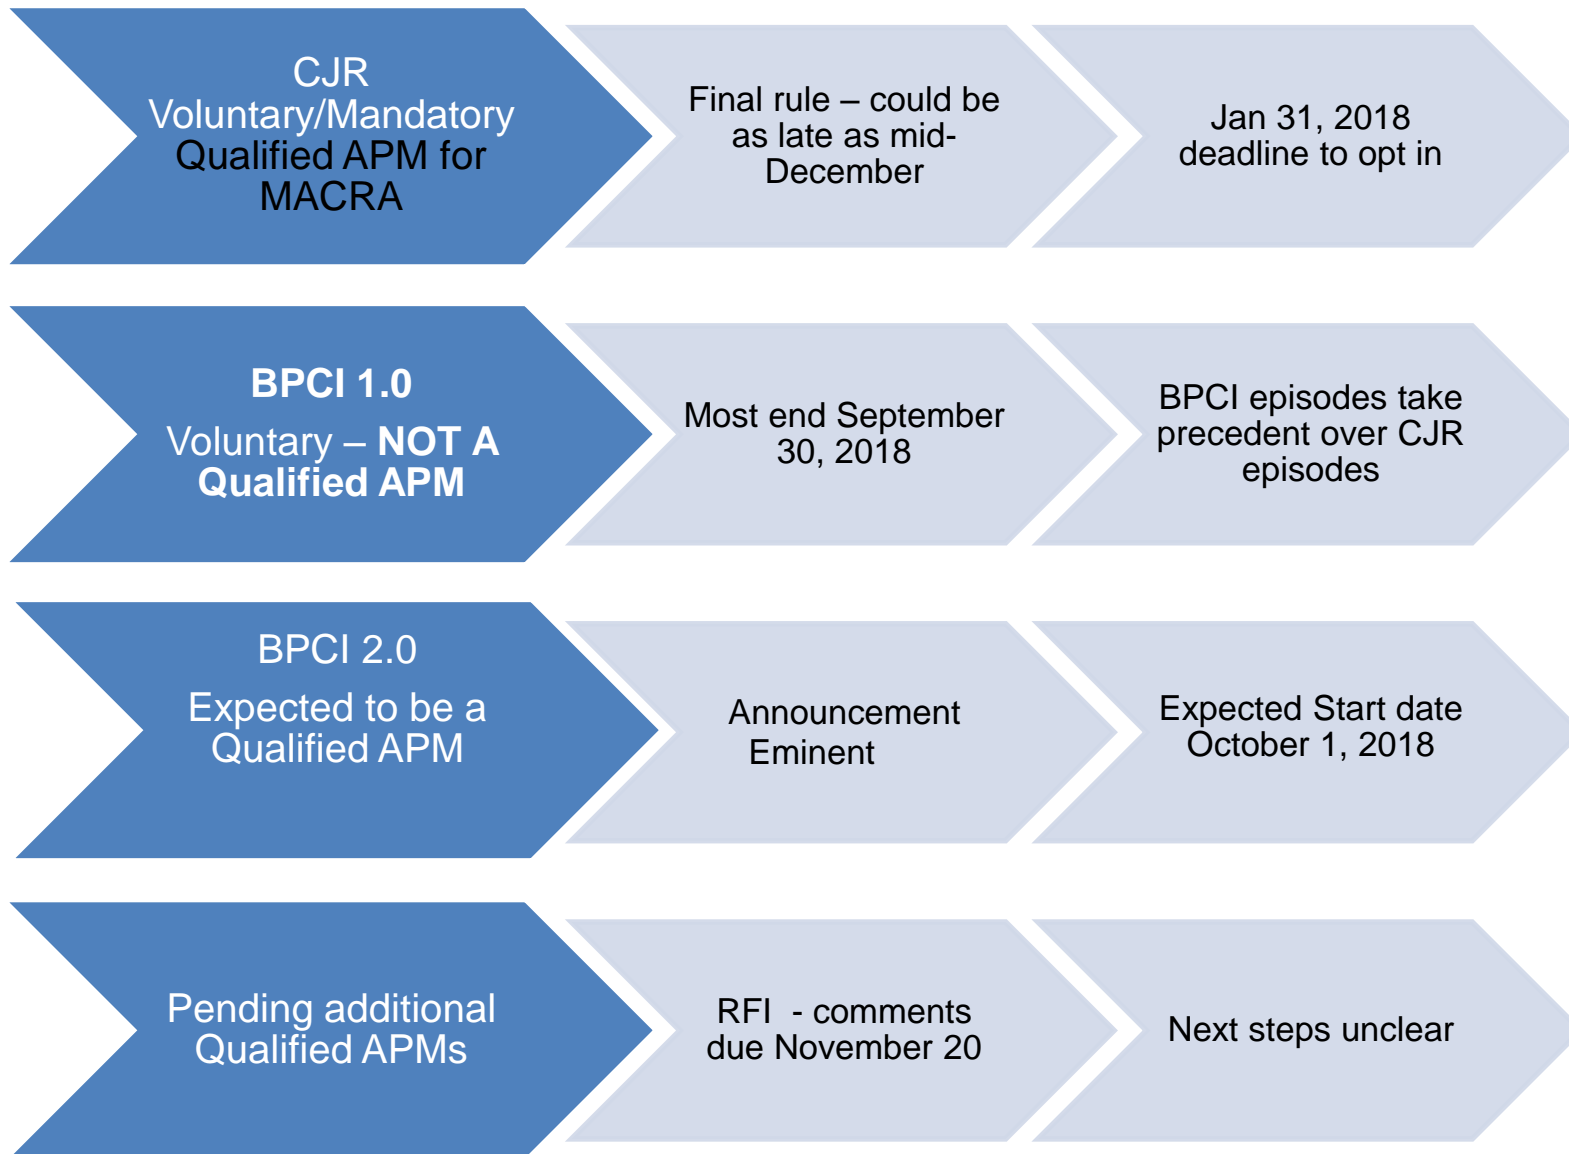 CJR
Voluntary/Mandatory
Qualified APM for
MACRA
Final rule – could be
as late as mid-
December
Jan 31, 2018
deadline to opt in
BPCI 1.0
Voluntary – NOT A
Qualified APM
Most end September
30, 2018
BPCI episodes take
precedent over CJR
episodes
BPCI 2.0
Expected to be a
Qualified APM
Announcement
Eminent
Expected Start date
October 1, 2018
Pending additional
Qualified APMs
RFI - comments
due November 20
Next steps unclear